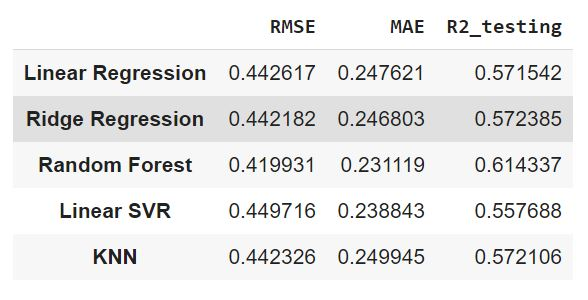 RMSE MAE R2_testing
Linear Regression 0.442617 0.247621 0.571542
Ridge Regression 0.442182 0.246803 0.572385
Random Forest 0.419931 0.231119 0.614337
Linear SVR 0.449716 0.238843 0.557688
KNN 0.442326 0.249945 0.572106